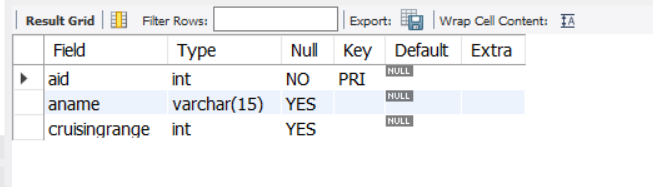 Result Grid Filter Rows: Export: Wrap Cell Content: IA
Field Type Null Key Default Extra
aid int NO PRI NULL
aname varchar(15) YES NULL
cruisingrange int YES NULL